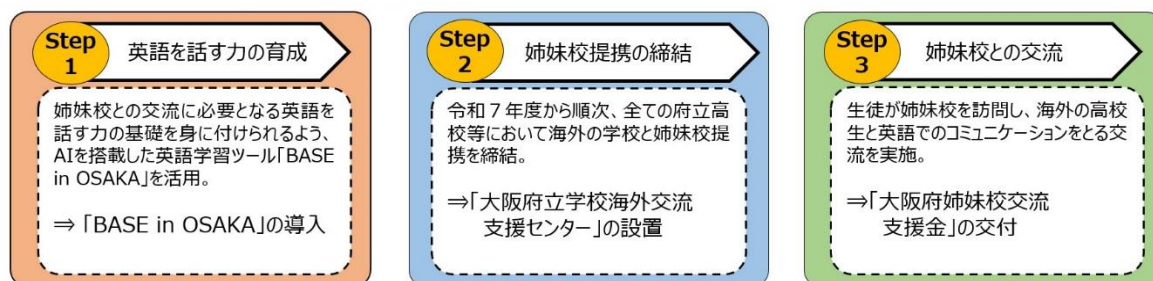 Step
1
英語を話す力の育成
姉妹校との交流に必要となる英語を
話す力の基礎を身に付けられるよう、
AIを搭載した英語学習ツール「BASE
in OSAKA」を活用。
⇒「BASE in OSAKA」の導入
Step
2
姉妹校提携の締結
令和７年度から順次、全ての府立高
校等において海外の学校と姉妹校提
携を締結。
⇒「大阪府立学校海外交流
支援センター」の設置
Step
3
姉妹校との交流
生徒が姉妹校を訪問し、海外の高校
生と英語でのコミュニケーションをとる交
流を実施。
⇒「大阪府姉妹校交流
支援金」の交付